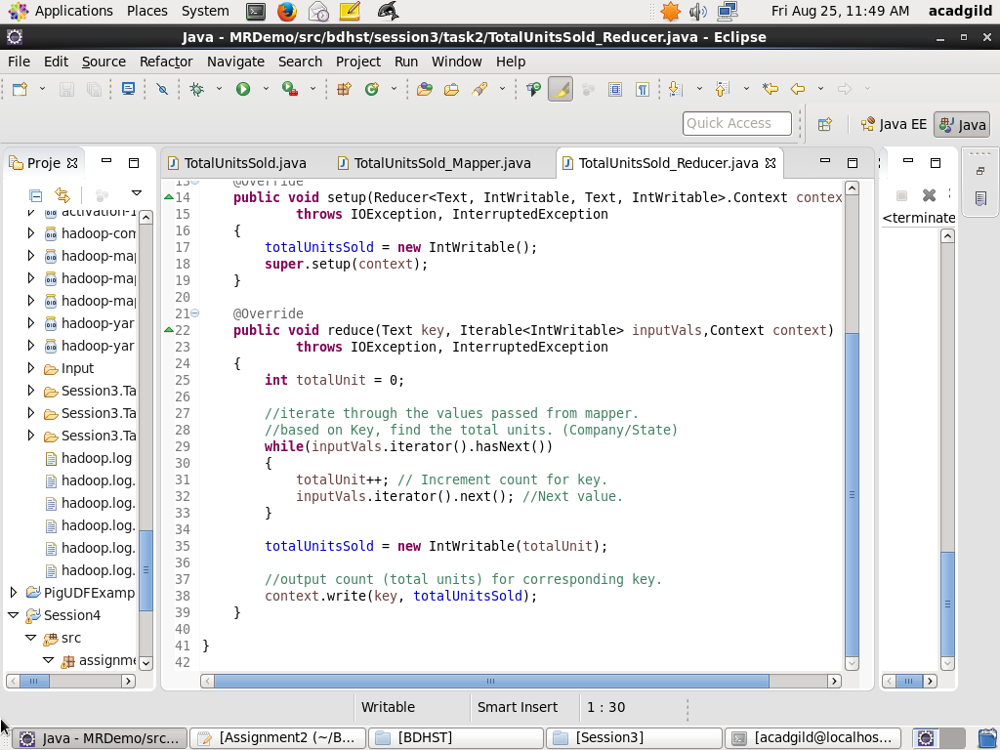 Applications Places System Fri Aug 25, 11:49 AM acadgild
Java - MRDemo/src/bdhst/session3/task2/TotalUnitsSold_Reducer.java - Eclipse
File Edit Source Refactor Navigate Search Project Run Window Help
Quick Access Java EE Java
Proje TotalUnitsSold.java TotalUnitsSold_Mapper.java TotalUnitsSold_Reducer.java
activation-1
hadoop-com
hadoop-map
hadoop-map
hadoop-map
hadoop-yar
hadoop-yar
Input
Session3.Ta
Session3.Ta
Session3.Ta
hadoop.log
hadoop.log.
hadoop.log.
hadoop.log.
hadoop.log.
hadoop.log.
PigUDFExamp
Session4
src
assignme
13 @Override
14 public void setup(Reducer<Text, IntWritable, Text, IntWritable>.Context contex
15 throws IOException, InterruptedException
16 {
17 totalUnitsSold = new IntWritable();
18 super.setup(context);
19 }
20
21 @Override
22 public void reduce(Text key, Iterable<IntWritable> inputVals,Context context)
23 throws IOException, InterruptedException
24 {
25 int totalUnit = 0;
26
27 //iterate through the values passed from mapper.
28 //based on Key, find the total units. (Company/State)
29 while(inputVals.iterator().hasNext())
30 {
31 totalUnit++; // Increment count for key.
32 inputVals.iterator().next(); //Next value.
33 }
34
35 totalUnitsSold = new IntWritable(totalUnit);
36
37 //output count (total units) for corresponding key.
38 context.write(key, totalUnitsSold);
39 }
40
41 }
42
<terminate
Writable Smart Insert 1 : 30
Java - MRDemo/src... [Assignment2 (~/B... [BDHST] [Session3] [acadgild@localhos...